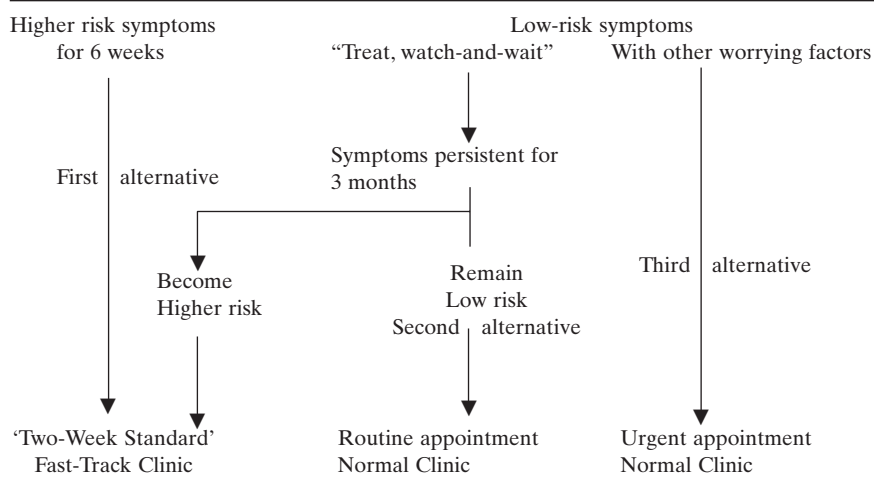 Higher risk symptoms
for 6 weeks
Low-risk symptoms
“Treat, watch-and-wait”
With other worrying factors
Symptoms persistent for
3 months
First alternative
Become
Higher risk
Remain
Low risk
Second alternative
Third alternative
‘Two-Week Standard’
Fast-Track Clinic
Routine appointment
Normal Clinic
Urgent appointment
Normal Clinic